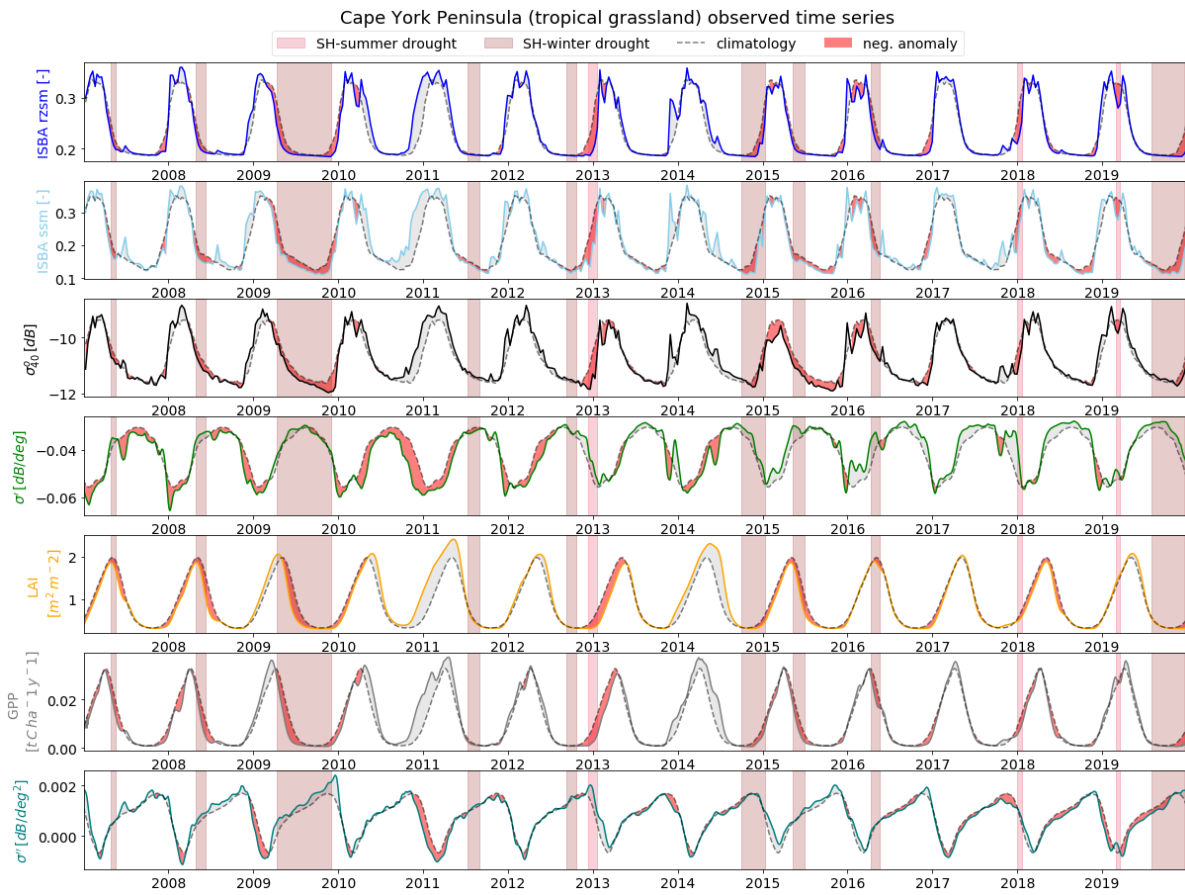 Cape York Peninsula (tropical grassland) observed time series
SH-summer drought SH-winter drought climatology neg. anomaly
ISBA rzsm [-]
0.3
0.2
2008 2009 2010 2011 2012 2013 2014 2015 2016 2017 2018 2019
ISBA ssm [-]
0.3
0.2
0.1
2008 2009 2010 2011 2012 2013 2014 2015 2016 2017 2018 2019
σ⁰₄₀ [dB]
−10
−12
2008 2009 2010 2011 2012 2013 2014 2015 2016 2017 2018 2019
σ′ [dB/deg]
−0.04
−0.06
2008 2009 2010 2011 2012 2013 2014 2015 2016 2017 2018 2019
LAI
[m² m⁻2]
2
1
2008 2009 2010 2011 2012 2013 2014 2015 2016 2017 2018 2019
GPP
[t C ha⁻1 y⁻1]
0.02
0.00
2008 2009 2010 2011 2012 2013 2014 2015 2016 2017 2018 2019
σ′′ [dB/deg²]
0.002
0.000
2008 2009 2010 2011 2012 2013 2014 2015 2016 2017 2018 2019